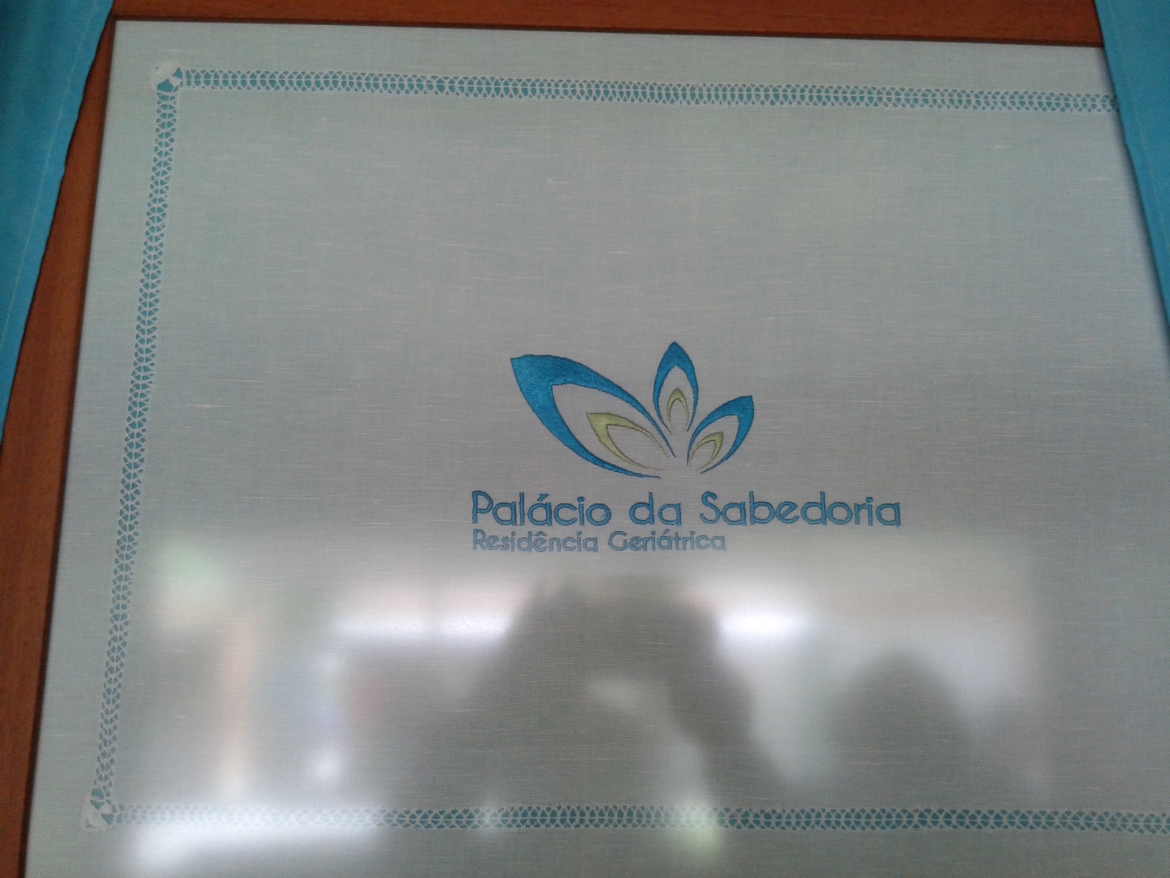 Palácio da Sabedoria
Residência Geriátrica